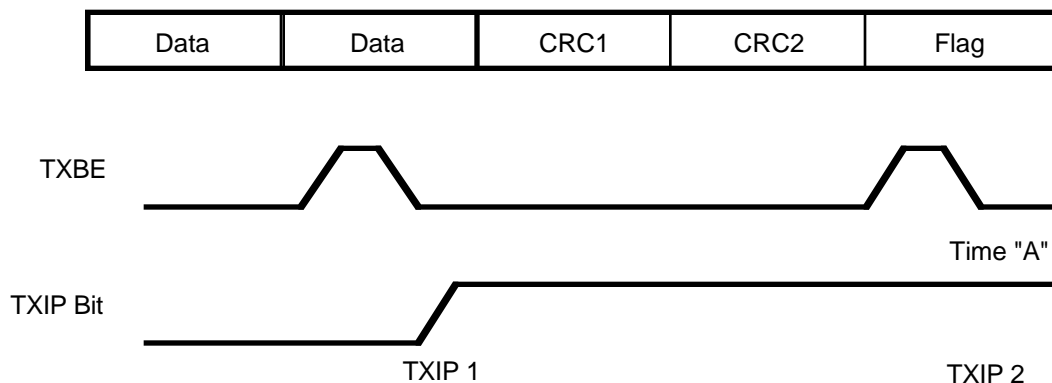 Data Data CRC1 CRC2 Flag
TXBE
Time "A"
TXIP Bit
TXIP 1 TXIP 2